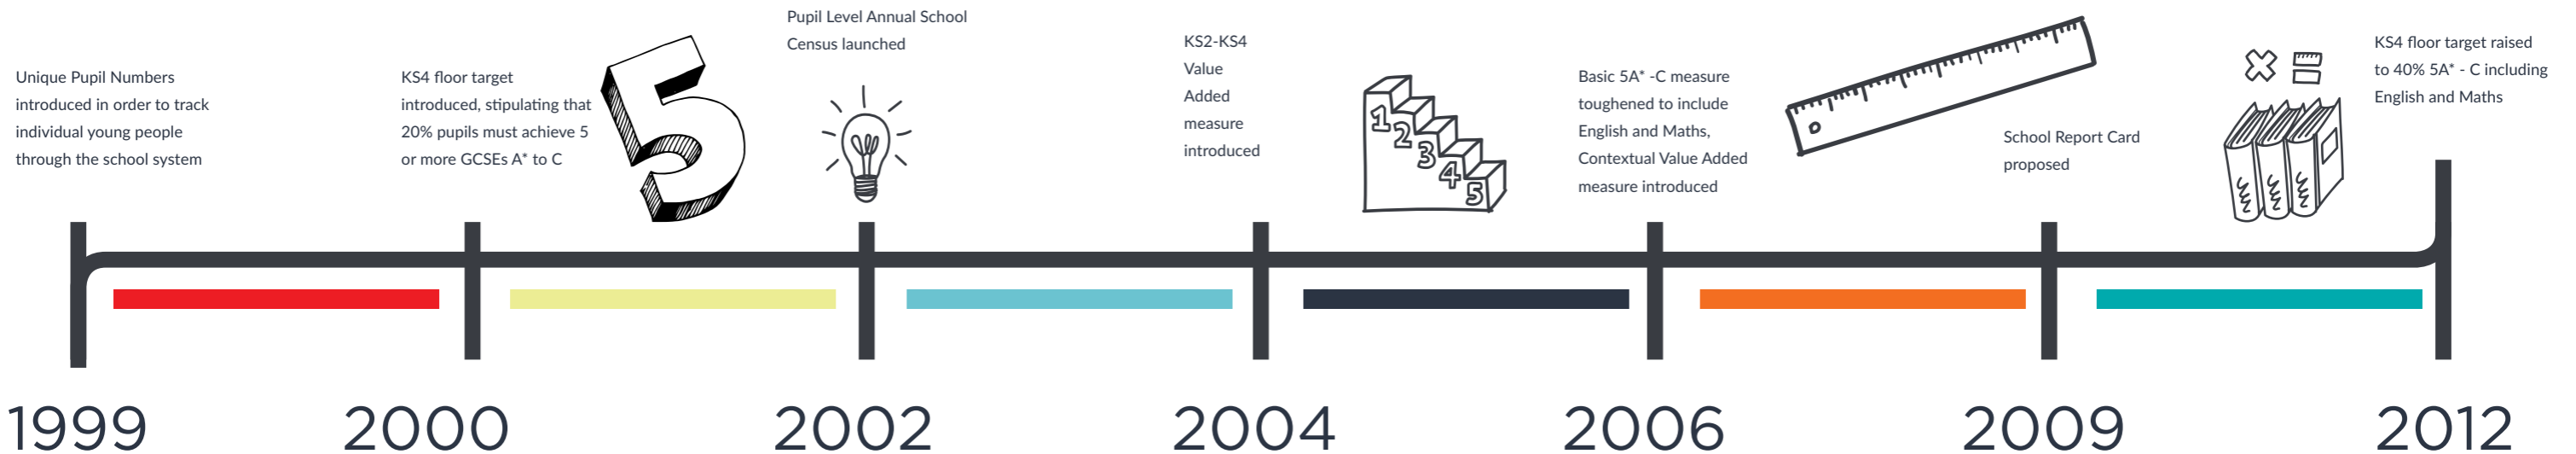 Unique Pupil Numbers
introduced in order to track
individual young people
through the school system
KS4 floor target
introduced, stipulating that
20% pupils must achieve 5
or more GCSEs A* to C
5
Pupil Level Annual School
Census launched
KS2-KS4
Value
Added
measure
introduced
1
2
3
4
5
Basic 5A* -C measure
toughened to include
English and Maths,
Contextual Value Added
measure introduced
School Report Card
proposed
KS4 floor target raised
to 40% 5A* - C including
English and Maths
1999
2000
2002
2004
2006
2009
2012